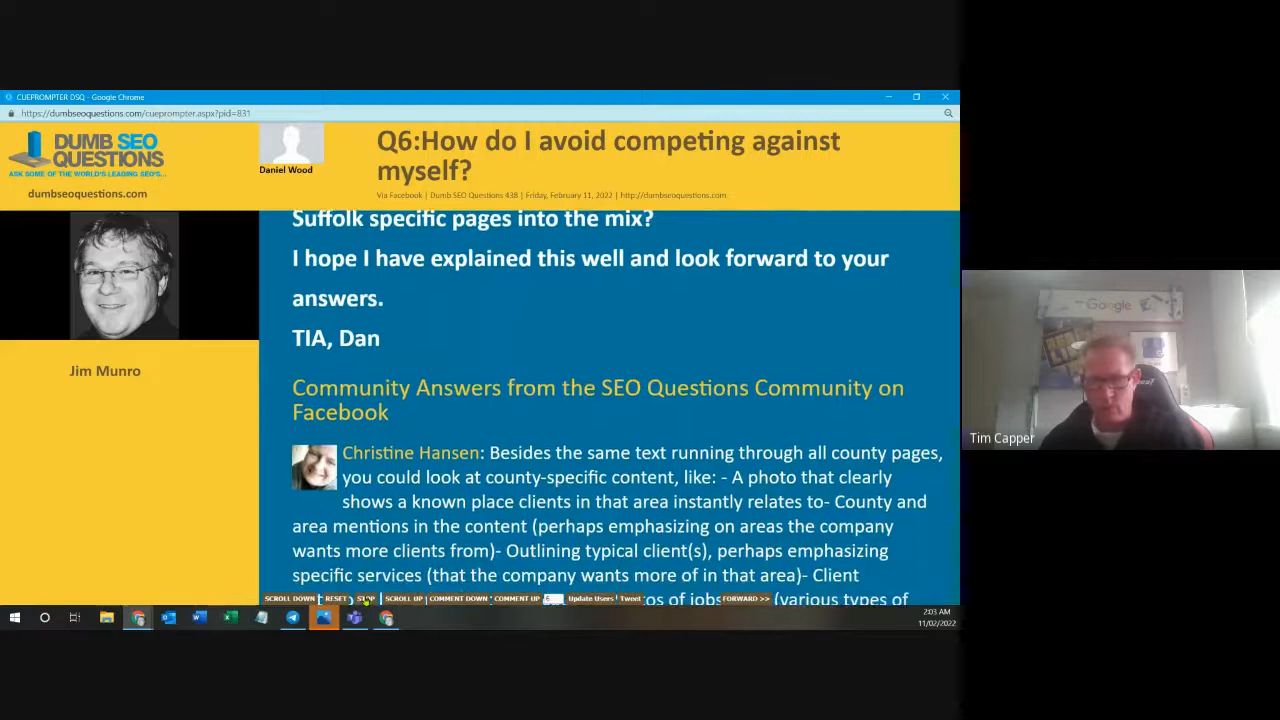 CUEPROMPTER DSQ - Google Chrome
https://dumbseoquestions.com/cueprompter.aspx?pid=831
DUMB SEO
QUESTIONS
ASK SOME OF THE WORLD'S LEADING SEO'S...
dumbseoquestions.com
Daniel Wood
Q6:How do I avoid competing against
myself?
Via Facebook | Dumb SEO Questions 438 | Friday, February 11, 2022 | http://dumbseoquestions.com
Jim Munro
Suffolk specific pages into the mix?
I hope I have explained this well and look forward to your
answers.
TIA, Dan
Community Answers from the SEO Questions Community on
Facebook
Christine Hansen: Besides the same text running through all county pages,
you could look at county-specific content, like: - A photo that clearly
shows a known place clients in that area instantly relates to- County and
area mentions in the content (perhaps emphasizing on areas the company
wants more clients from)- Outlining typical client(s), perhaps emphasizing
specific services (that the company wants more of in that area)- Client
of jobs (various types of
SCROLL DOWN RESET STOP SCROLL UP COMMENT DOWN COMMENT UP 6 Update Users Tweet FORWARD >>
2:03 AM
11/02/2022
Google
Tim Capper